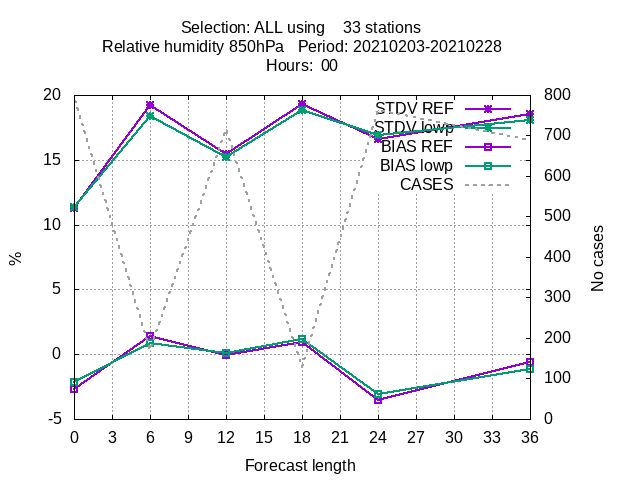 Selection: ALL using    33 stations
Relative humidity 850hPa   Period: 20210203-20210228
Hours:  00
20
15
10
5
0
-5
%
STDV REF
STDV lowp
BIAS REF
BIAS lowp
CASES
800
700
600
500
400
300
200
100
0
No cases
0 3 6 9 12 15 18 21 24 27 30 33 36
Forecast length